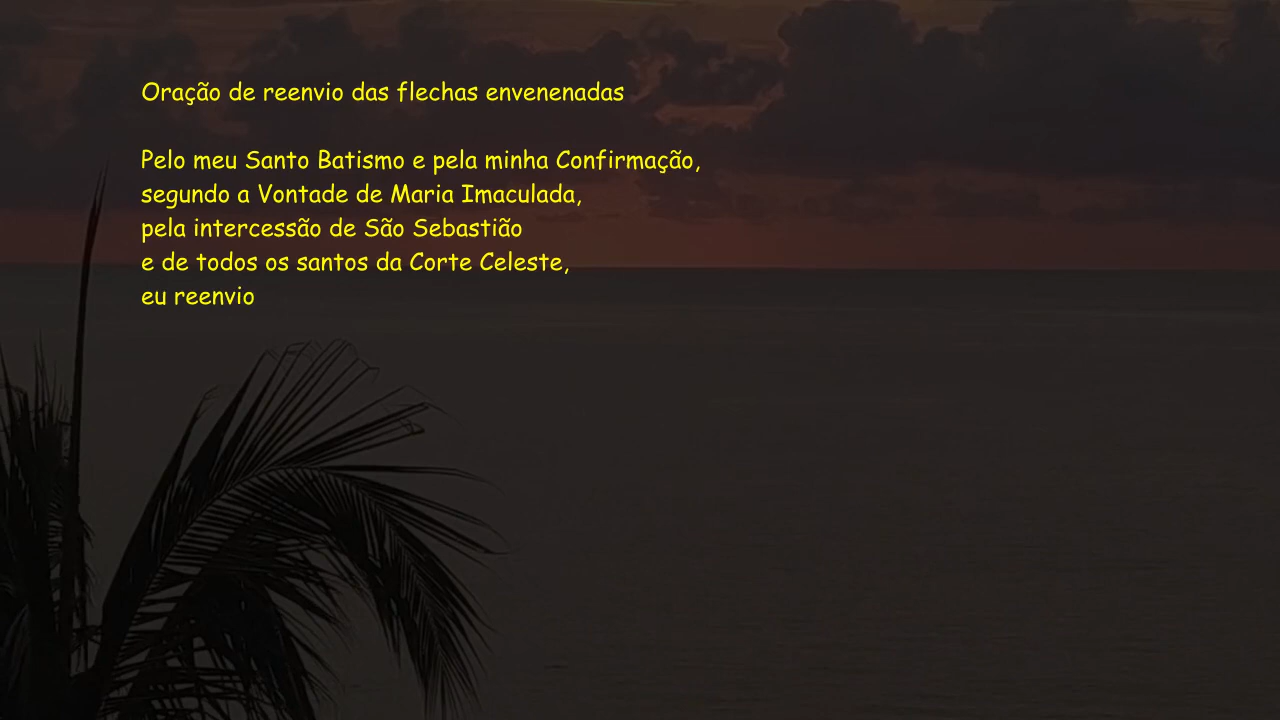 Oração de reenvio das flechas envenenadas
Pelo meu Santo Batismo e pela minha Confirmação,
segundo a Vontade de Maria Imaculada,
pela intercessão de São Sebastião
e de todos os santos da Corte Celeste,
eu reenvio